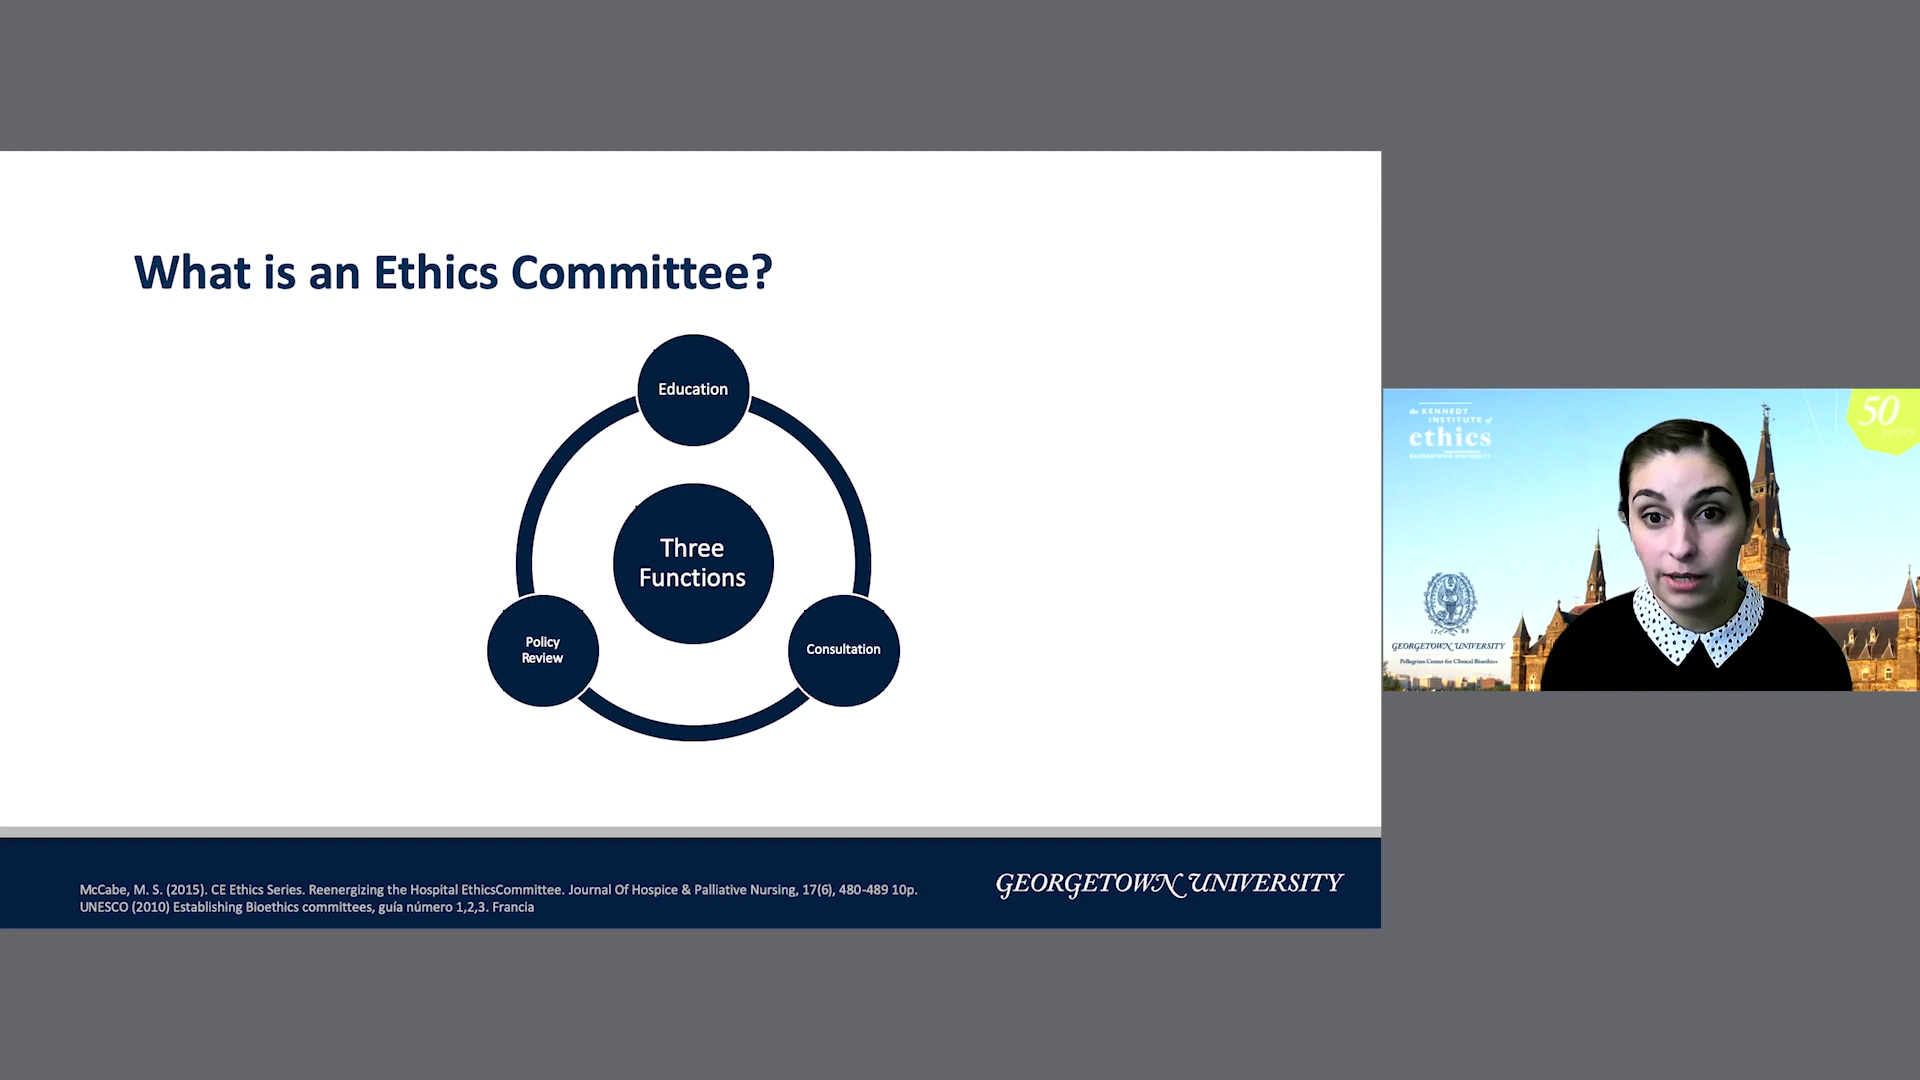 What is an Ethics Committee?
Education
Three
Functions
Policy
Review
Consultation
McCabe, M. S. (2015). CE Ethics Series. Reenergizing the Hospital EthicsCommittee. Journal Of Hospice & Palliative Nursing, 17(6), 480-489 10p.
UNESCO (2010) Establishing Bioethics committees, guía número 1,2,3. Francia
GEORGETOWN UNIVERSITY
the KENNEDY
INSTITUTE of
ethics
GEORGETOWN UNIVERSITY
50
years
17 89
GEORGETOWN UNIVERSITY
Pellegrino Center for Clinical Bioethics